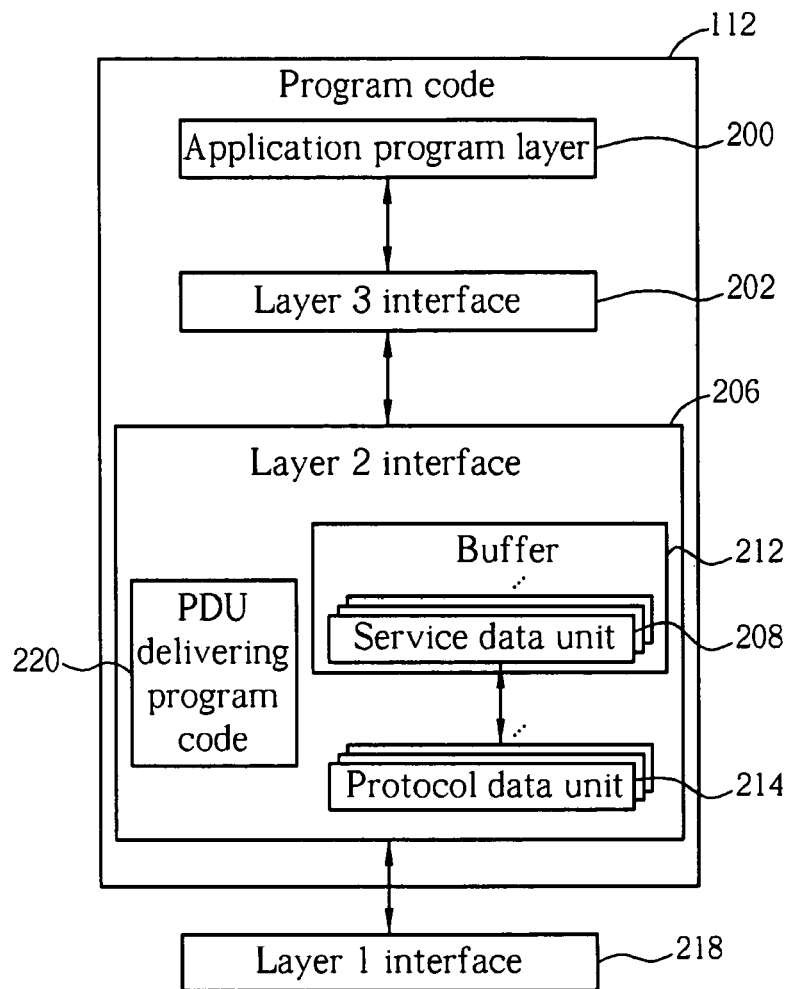 112
Program code
Application program layer
200
Layer 3 interface
202
206
Layer 2 interface
Buffer
212
Service data unit
208
PDU
delivering
program
code
220
Protocol data unit
214
Layer 1 interface
218